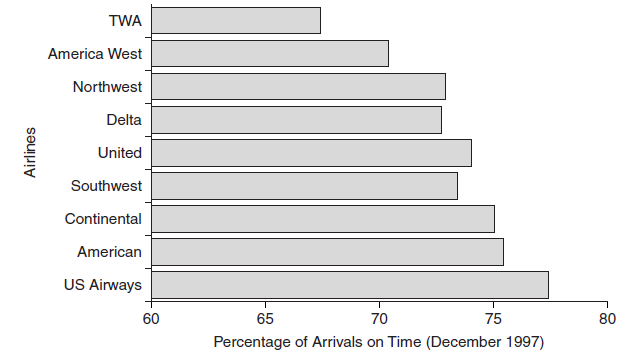 TWA
America West
Northwest
Delta
United
Southwest
Continental
American
US Airways
Airlines
60 65 70 75 80
Percentage of Arrivals on Time (December 1997)